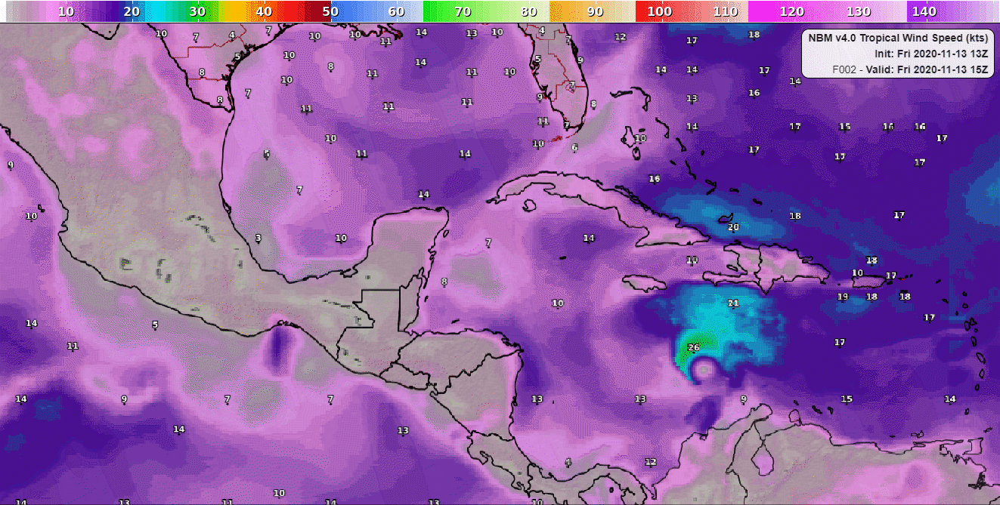 10 20 30 40 50 60 70 80 90 100 110 120 130 140
NBM v4.0 Tropical Wind Speed (kts)
Init: Fri 2020-11-13 13Z
F002 - Valid: Fri 2020-11-13 15Z
10 7 4 7 10 10 11 14 13 10 4 7 12 17 18
5 10 8 11 14 11 10 5 9 14 14 17 14
8 10 7 8 11 11 11 9 7 8 13 16
11 7 14 17 15 16 16 17
10 10 6 10 17
9 5 11 14 16 17 17
7 14
10 20 18 17
3 10 7 14
10 18
8 10 17
10 21 19 18 18
14 5 17
11 26 17
14 9 7 7 13 13 9 15 14
14 13
4 12
14 13 11 10 14 13 10